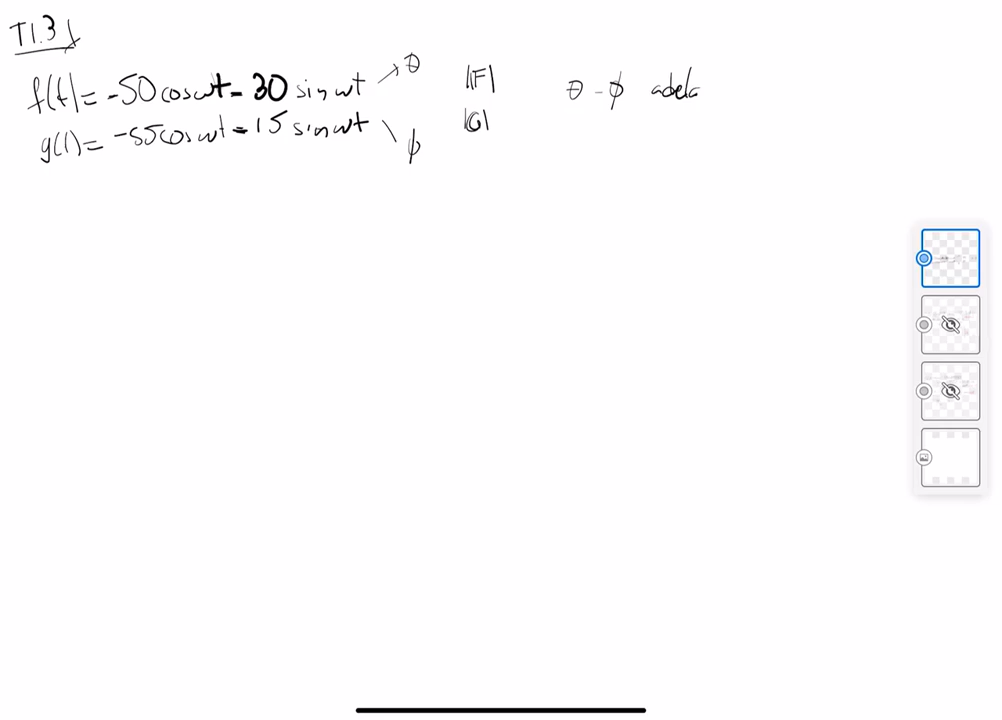 T1.3)
f(t) = -50 cos ωt - 30 sin ωt → θ |F| θ - ϕ adela
g(t) = -55 cos ωt - 15 sin ωt \ ϕ |G|